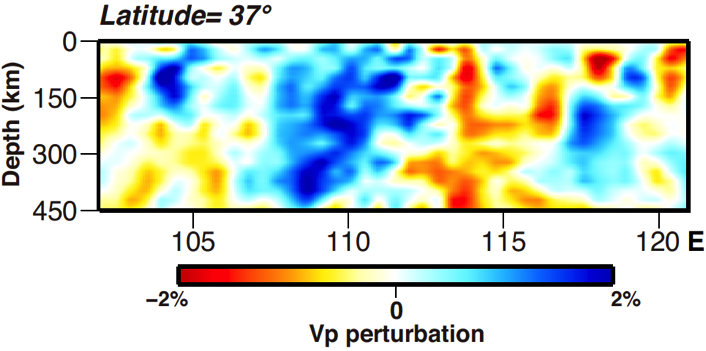 Latitude= 37°
Depth (km)
0
150
300
450
105 110 115 120 E
−2% 0 2%
Vp perturbation